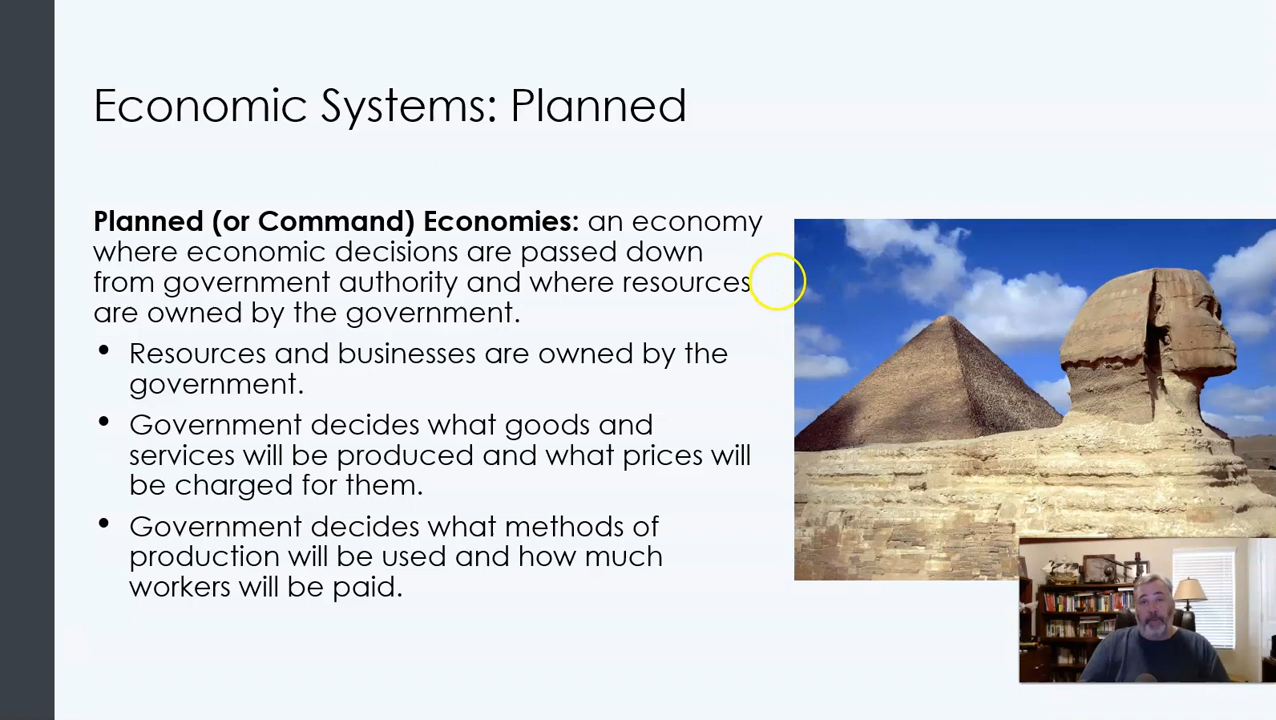 Economic Systems: Planned
Planned (or Command) Economies: an economy
where economic decisions are passed down
from government authority and where resources
are owned by the government.
• Resources and businesses are owned by the
government.
• Government decides what goods and
services will be produced and what prices will
be charged for them.
• Government decides what methods of
production will be used and how much
workers will be paid.